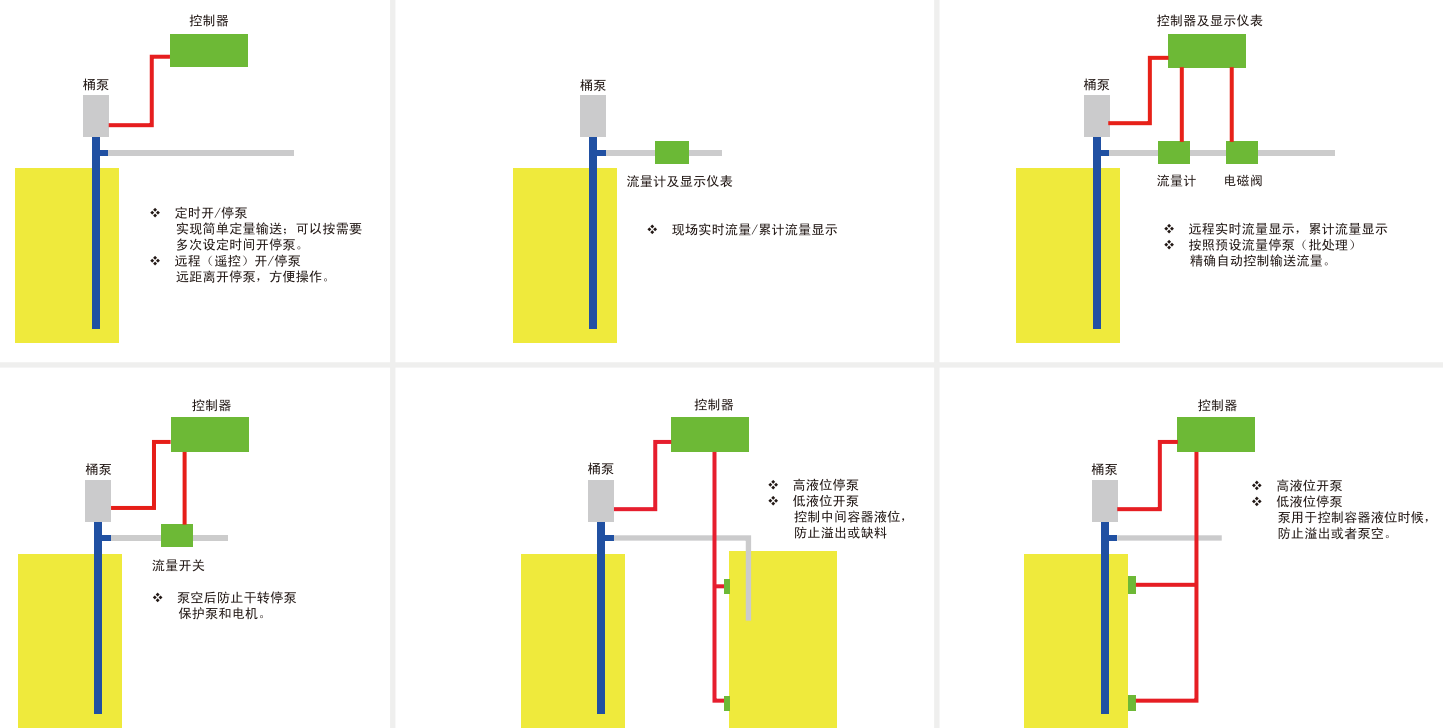 控制器
桶泵
❖ 定时开/停泵
实现简单定量输送；可以按需要
多次设定时间开停泵。
❖ 远程（遥控）开/停泵
远距离开停泵，方便操作。
桶泵
流量计及显示仪表
❖ 现场实时流量/累计流量显示
控制器及显示仪表
桶泵
流量计 电磁阀
❖ 远程实时流量显示，累计流量显示
❖ 按照预设流量停泵（批处理）
精确自动控制输送流量。
控制器
桶泵
流量开关
❖ 泵空后防止干转停泵
保护泵和电机。
控制器
桶泵
❖ 高液位停泵
❖ 低液位开泵
控制中间容器液位，
防止溢出或缺料
控制器
桶泵
❖ 高液位开泵
❖ 低液位停泵
泵用于控制容器液位时候，
防止溢出或者泵空。